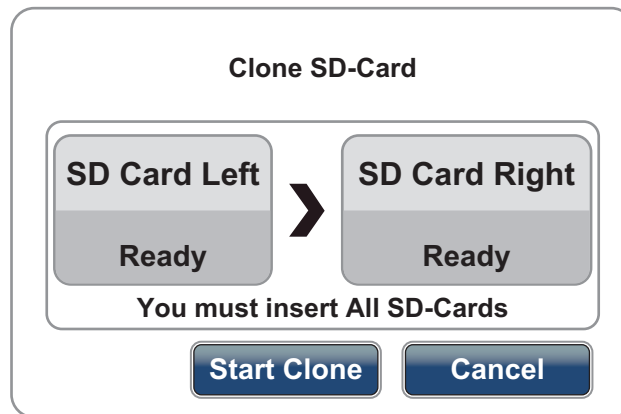 Clone SD-Card
SD Card Left
SD Card Right
Ready
Ready
You must insert All SD-Cards
Start Clone
Cancel